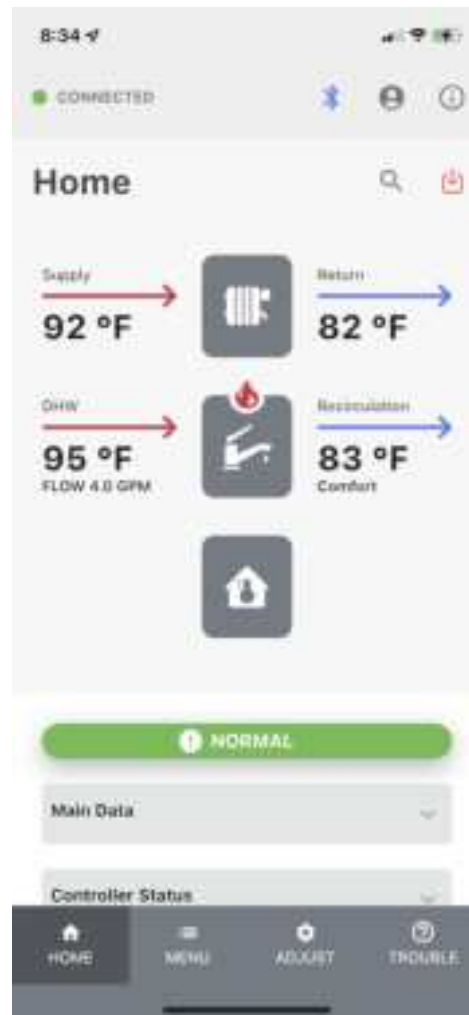 8:34
CONNECTED
Home
Supply
92 °F
Return
82 °F
DHW
95 °F
FLOW 4.0 GPM
Recirculation
83 °F
Comfort
NORMAL
Main Data
Controller Status
HOME
MENU
ADJUST
TROUBLE